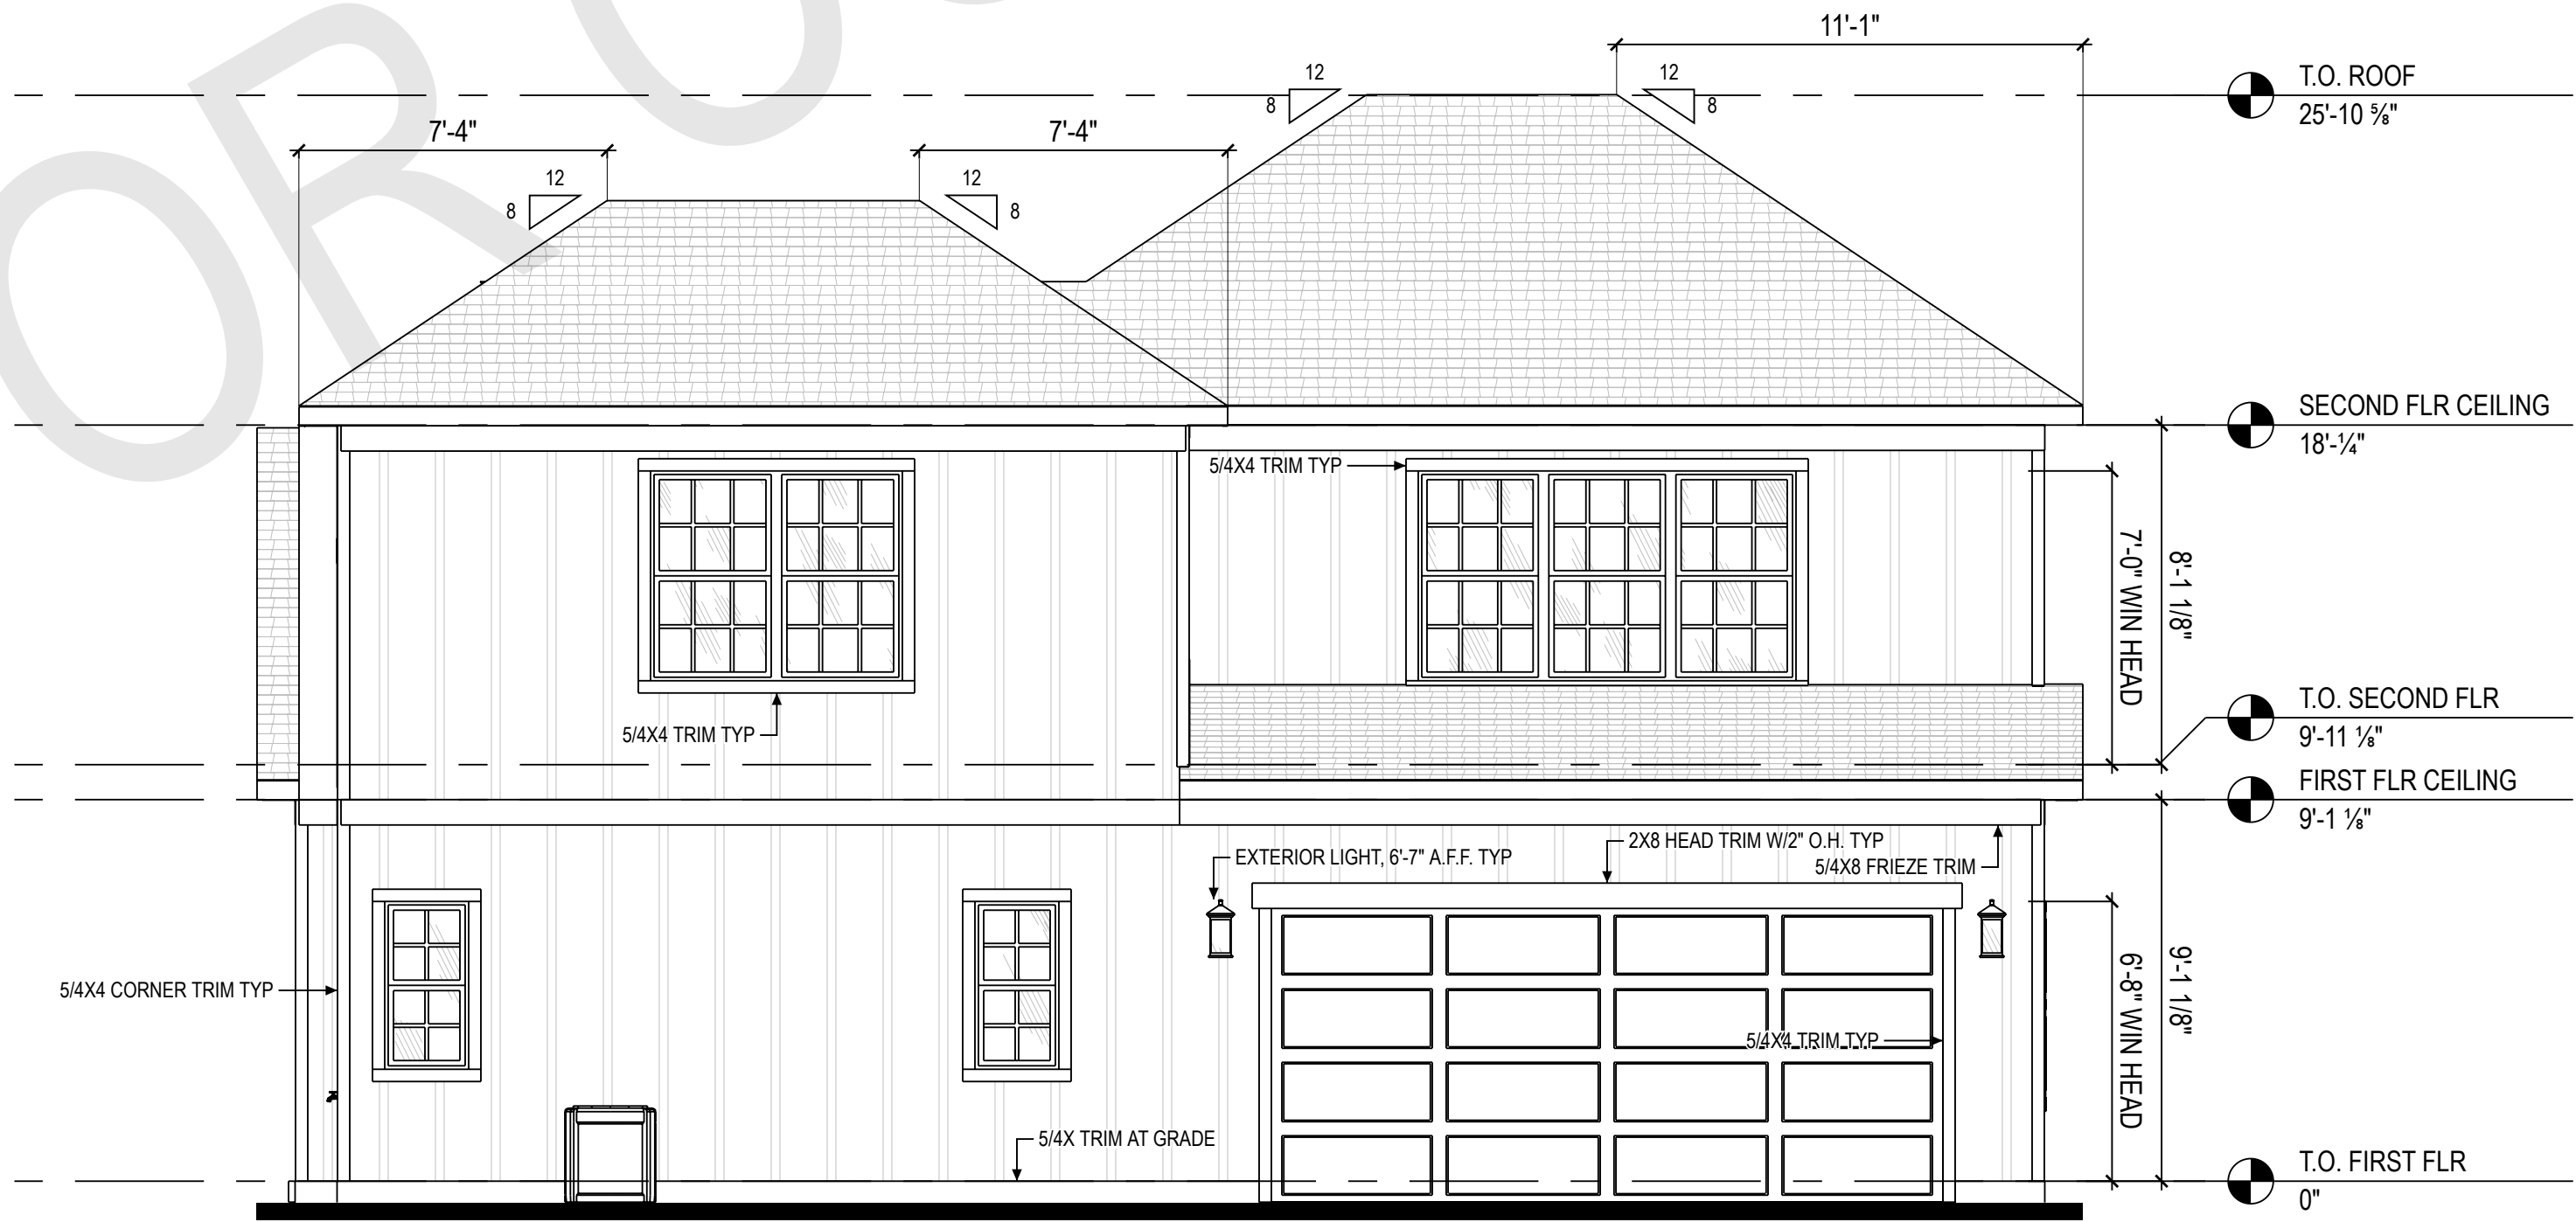 OR US
11'-1"
12
8
12
8
T.O. ROOF
25'-10 ⅝"
7'-4"
7'-4"
12
8
12
8
SECOND FLR CEILING
18'-¼"
5/4X4 TRIM TYP
7'-0" WIN HEAD
8'-1 1/8"
T.O. SECOND FLR
9'-11 ⅛"
5/4X4 TRIM TYP
FIRST FLR CEILING
9'-1 ⅛"
2X8 HEAD TRIM W/2" O.H. TYP
EXTERIOR LIGHT, 6'-7" A.F.F. TYP
5/4X8 FRIEZE TRIM
5/4X4 CORNER TRIM TYP
6'-8" WIN HEAD
9'-1 1/8"
5/4X4 TRIM TYP
5/4X TRIM AT GRADE
T.O. FIRST FLR
0"